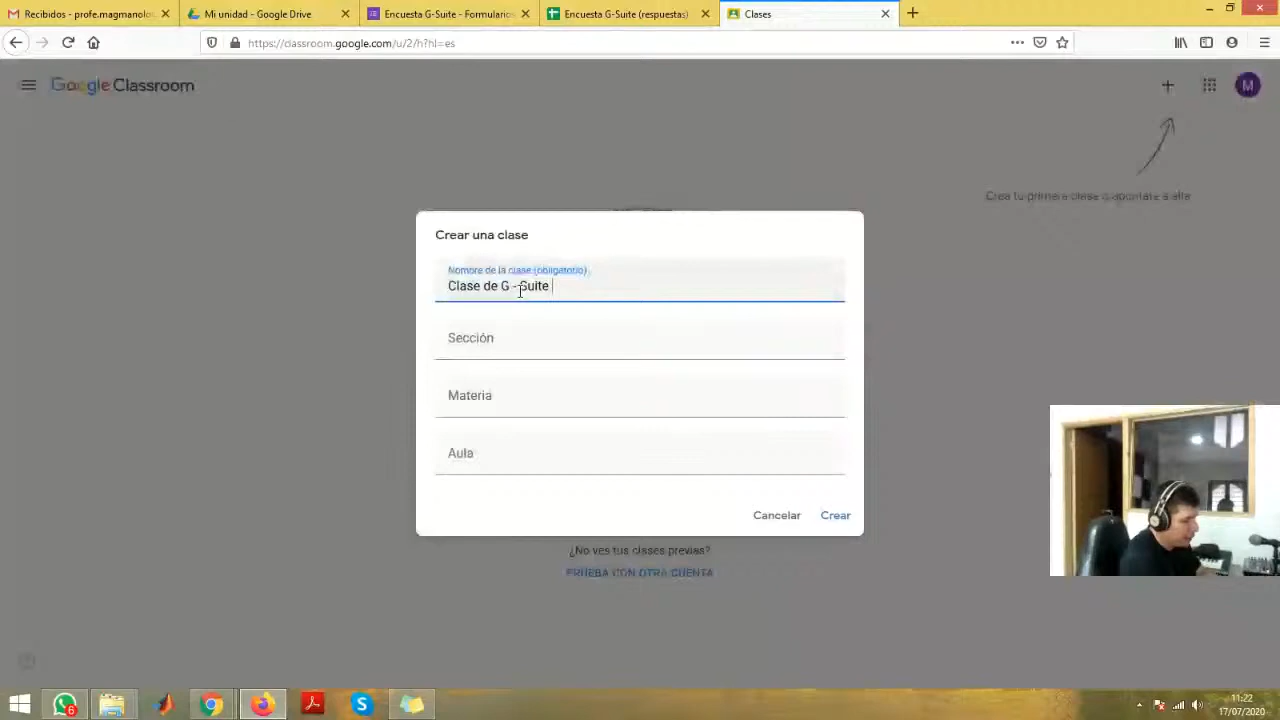 Recibidos - profe.magmanolo
Mi unidad - Google Drive
Encuesta G-Suite - Formularios
Encuesta G-Suite (respuestas)
Clases
https://classroom.google.com/u/2/h?hl=es
Google Classroom
M
Crea tu primera clase o apúntate a ella
Crear una clase
Nombre de la clase (obligatorio)
Clase de G - Suite
Sección
Materia
Aula
Cancelar
Crear
¿No ves tus clases previas?
PRUEBA CON OTRA CUENTA
6
11:22
17/07/2020